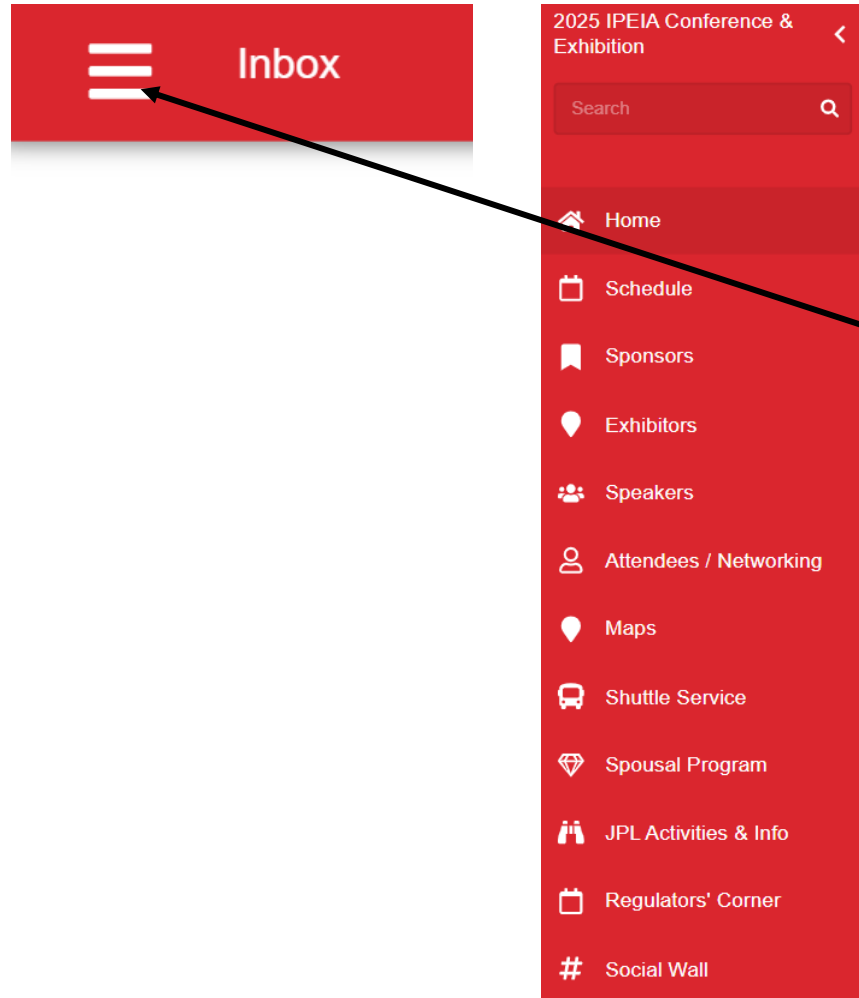 Inbox
2025 IPEIA Conference &
Exhibition
Search
Home
Schedule
Sponsors
Exhibitors
Speakers
Attendees / Networking
Maps
Shuttle Service
Spousal Program
JPL Activities & Info
Regulators' Corner
Social Wall